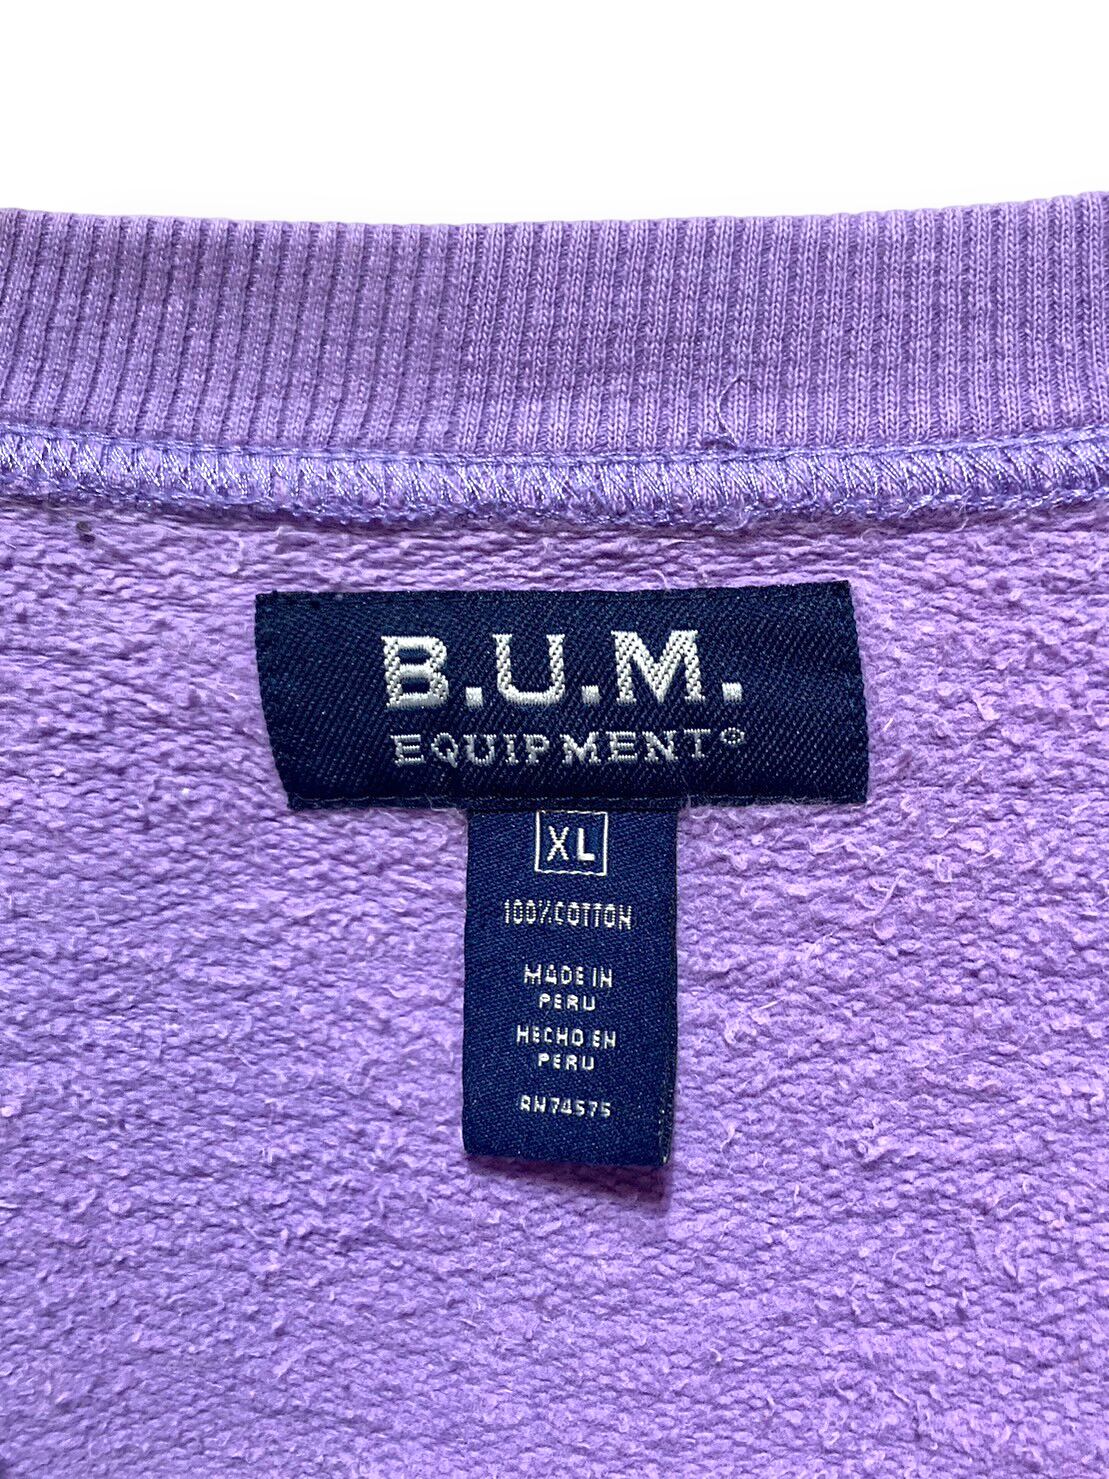 B.U.M.
EQUIPMENT®
XL
100% COTTON
MADE IN
PERU
HECHO EN
PERU
RN74575